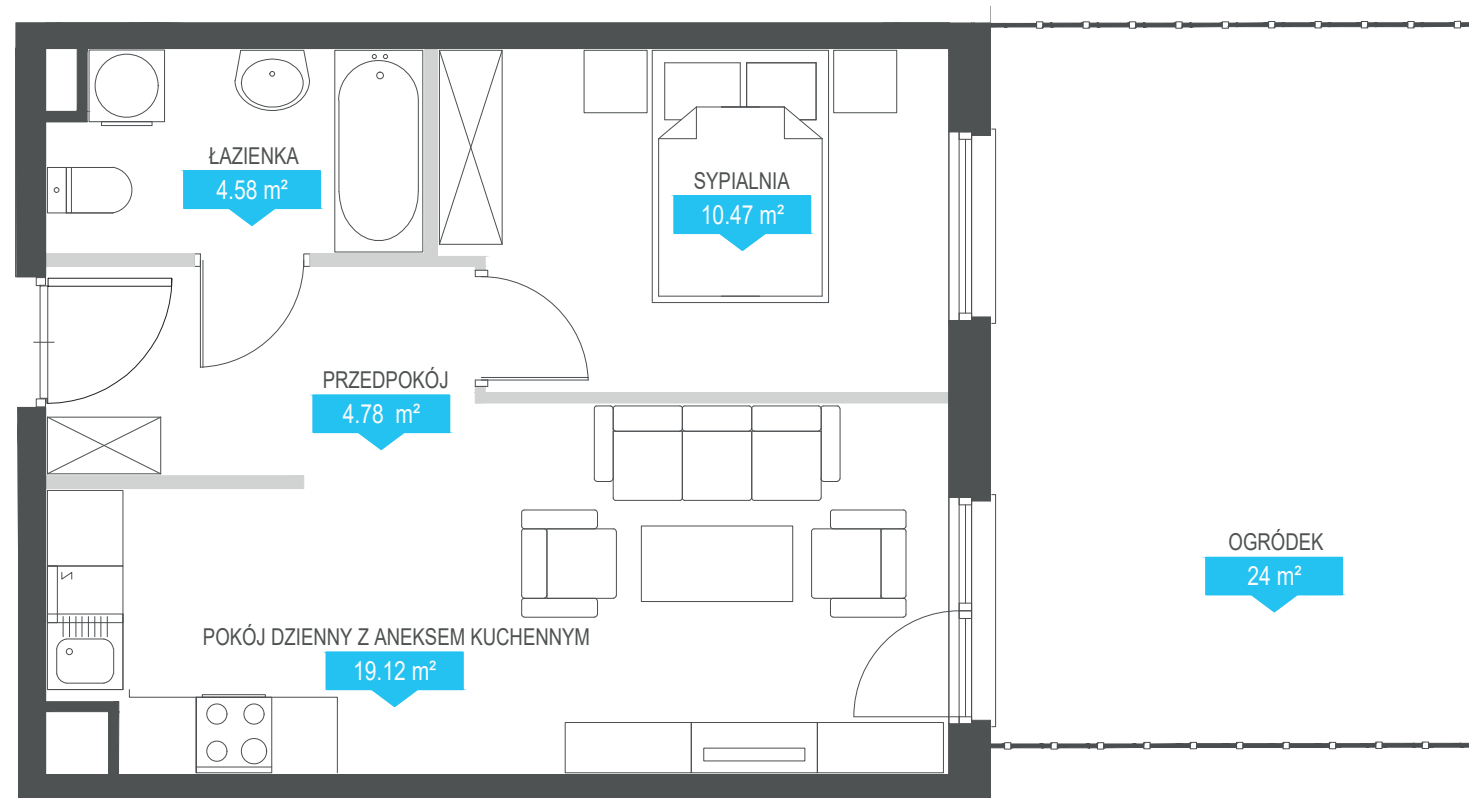 ŁAZIENKA
4.58 m²
SYPIALNIA
10.47 m²
PRZEDPOKÓJ
4.78 m²
OGRÓDEK
24 m²
POKÓJ DZIENNY Z ANEKSEM KUCHENNYM
19.12 m²